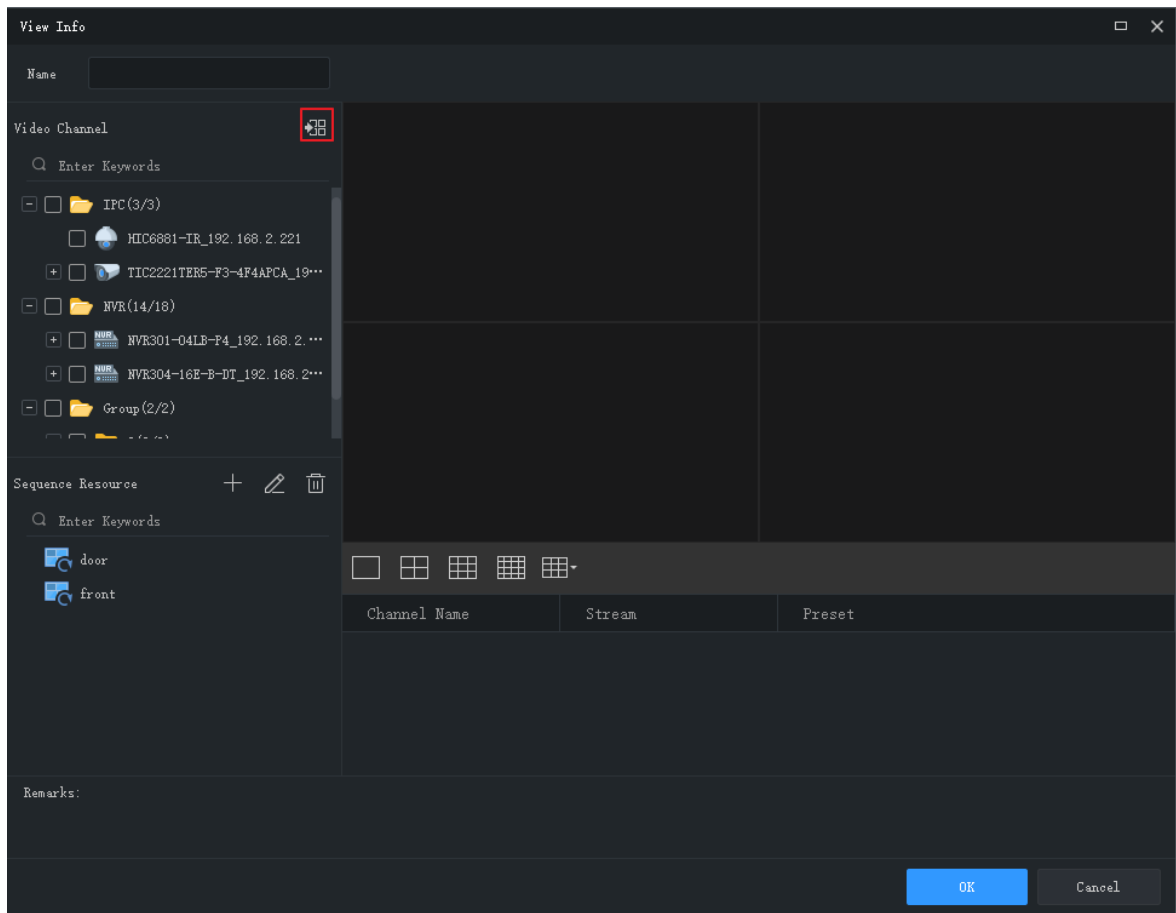 View Info
Name
Video Channel
Enter Keywords
IPC(3/3)
HIC6881-IR_192.168.2.221
TIC2221TER5-F3-4F4APCA_19···
NVR(14/18)
NVR
NVR301-04LB-P4_192.168.2.···
NVR
NVR304-16E-B-DT_192.168.2···
Group(2/2)
Sequence Resource
Enter Keywords
door
front
Channel Name Stream Preset
Remarks:
OK Cancel